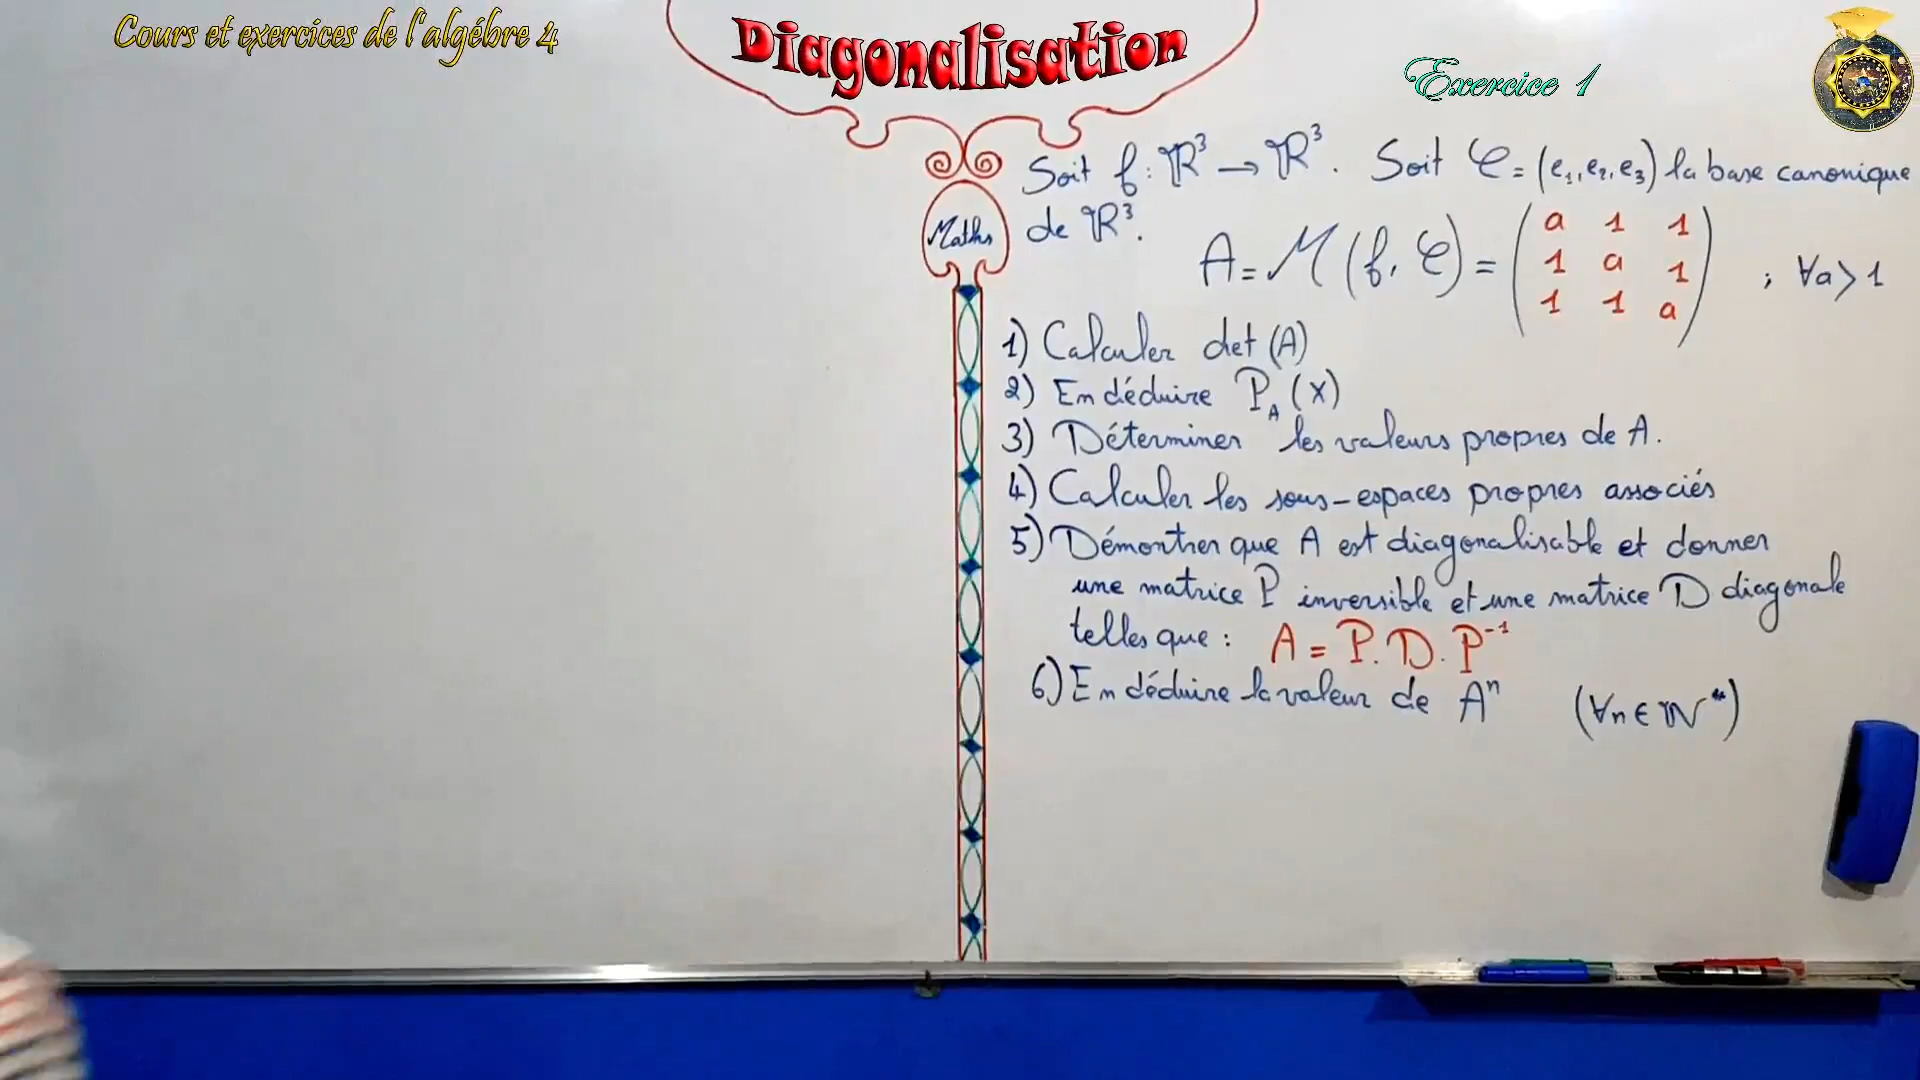 Cours et exercices de l'algébre 4
Diagonalisation
Exercice 1
Maths
Soit f : ℝ³ → ℝ³. Soit 𝒞 = (e₁, e₂, e₃) la base canonique
de ℝ³.
A = M (f, 𝒞) = ( a 1 1
1 a 1
1 1 a ) ; ∀a > 1
1) Calculer det (A)
2) En déduire P_A (X)
3) Déterminer les valeurs propres de A.
4) Calculer les sous-espaces propres associés
5) Démontrer que A est diagonalisable et donner
une matrice P inversible et une matrice D diagonale
telles que : A = P. D. P⁻¹
6) En déduire la valeur de Aⁿ (∀n ∈ ℕ*)